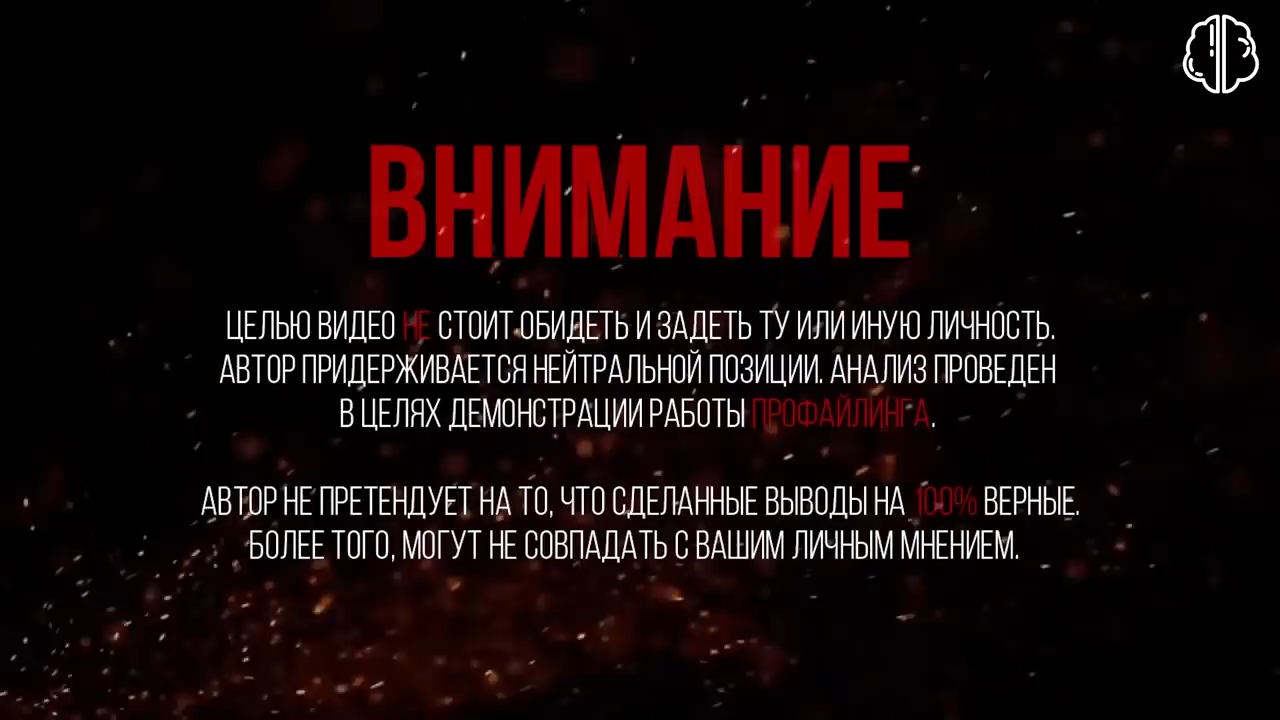 ВНИМАНИЕ
ЦЕЛЬЮ ВИДЕО НЕ СТОИТ ОБИДЕТЬ И ЗАДЕТЬ ТУ ИЛИ ИНУЮ ЛИЧНОСТЬ.
АВТОР ПРИДЕРЖИВАЕТСЯ НЕЙТРАЛЬНОЙ ПОЗИЦИИ. АНАЛИЗ ПРОВЕДЕН
В ЦЕЛЯХ ДЕМОНСТРАЦИИ РАБОТЫ ПРОФАЙЛИНГА.
АВТОР НЕ ПРЕТЕНДУЕТ НА ТО, ЧТО СДЕЛАННЫЕ ВЫВОДЫ НА 100% ВЕРНЫЕ.
БОЛЕЕ ТОГО, МОГУТ НЕ СОВПАДАТЬ С ВАШИМ ЛИЧНЫМ МНЕНИЕМ.